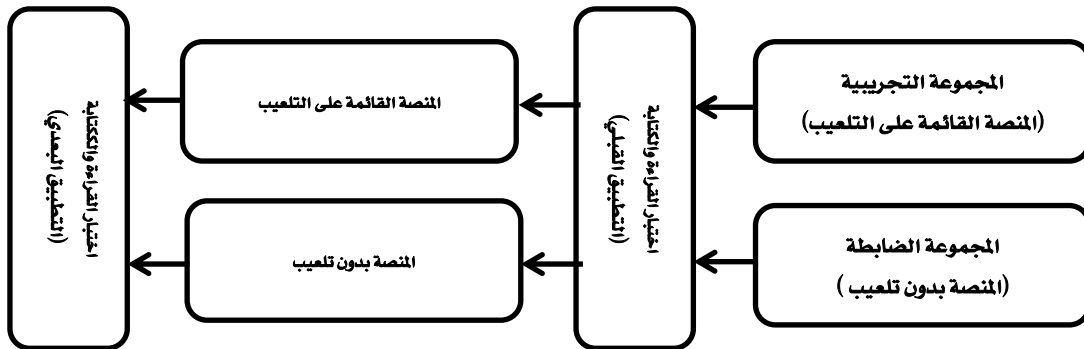 المجموعة التجريبية
(المنصة القائمة على التلعيب)
المجموعة الضابطة
(المنصة بدون تلعيب )
اختبار القراءة والكتابة
(التطبيق القبلي)
المنصة القائمة على التلعيب
المنصة بدون تلعيب
اختبار القراءة والككتابة
(التطبيق البعدي)